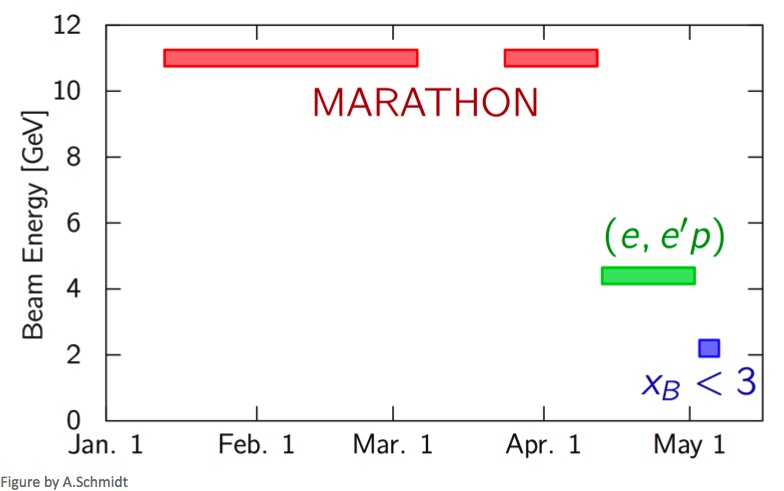 12
10
8
6
4
2
0
Beam Energy [GeV]
MARATHON
(e, e′p)
x_B < 3
Jan. 1
Feb. 1
Mar. 1
Apr. 1
May 1
Figure by A.Schmidt